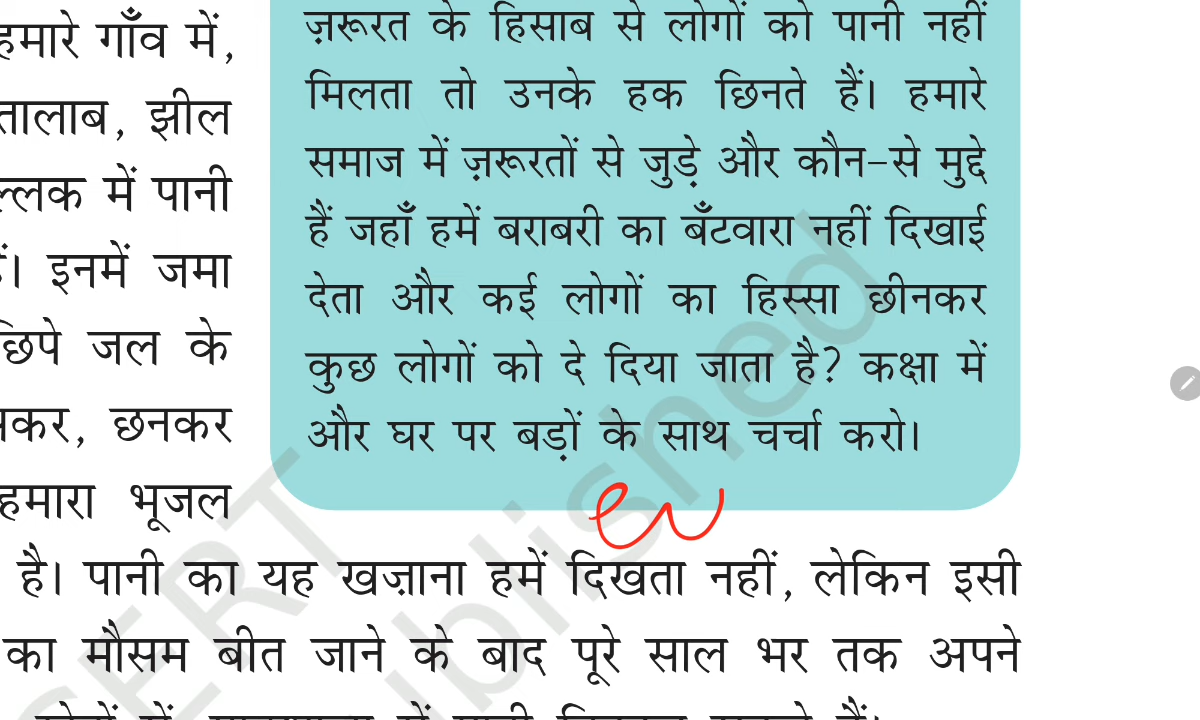 हमारे गाँव में,
तालाब, झील
में पानी
इनमें जमा
छिपे जल के
छनकर
हमारा भूजल
ज़रूरत के हिसाब से लोगों को पानी नहीं
मिलता तो उनके हक छिनते हैं। हमारे
समाज में ज़रूरतों से जुड़े और कौन-से मुद्दे
हैं जहाँ हमें बराबरी का बँटवारा नहीं दिखाई
देता और कई लोगों का हिस्सा छीनकर
कुछ लोगों को दे दिया जाता है? कक्षा में
और घर पर बड़ों के साथ चर्चा करो।
है। पानी का यह खज़ाना हमें दिखता नहीं, लेकिन इसी
का मौसम बीत जाने के बाद पूरे साल भर तक अपने